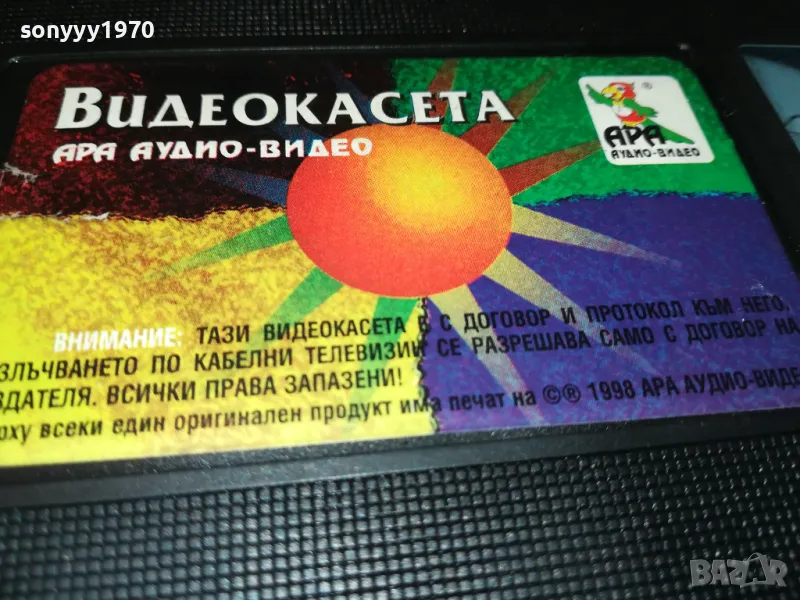 sonyyy1970
ВИДЕОКАСЕТА
АРА АУДИО-ВИДЕО
®
АРА
АУДИО-ВИДЕО
ВНИМАНИЕ: ТАЗИ ВИДЕОКАСЕТА Е С ДОГОВОР И ПРОТОКОЛ КЪМ НЕГО.
ЗЛЪЧВАНЕТО ПО КАБЕЛНИ ТЕЛЕВИЗИИ СЕ РАЗРЕШАВА САМО С ДОГОВОР НА
ЗДАТЕЛЯ. ВСИЧКИ ПРАВА ЗАПАЗЕНИ!
рху всеки един оригинален продукт има печат на ©® 1998 АРА АУДИО-ВИДЕ
BAZAR